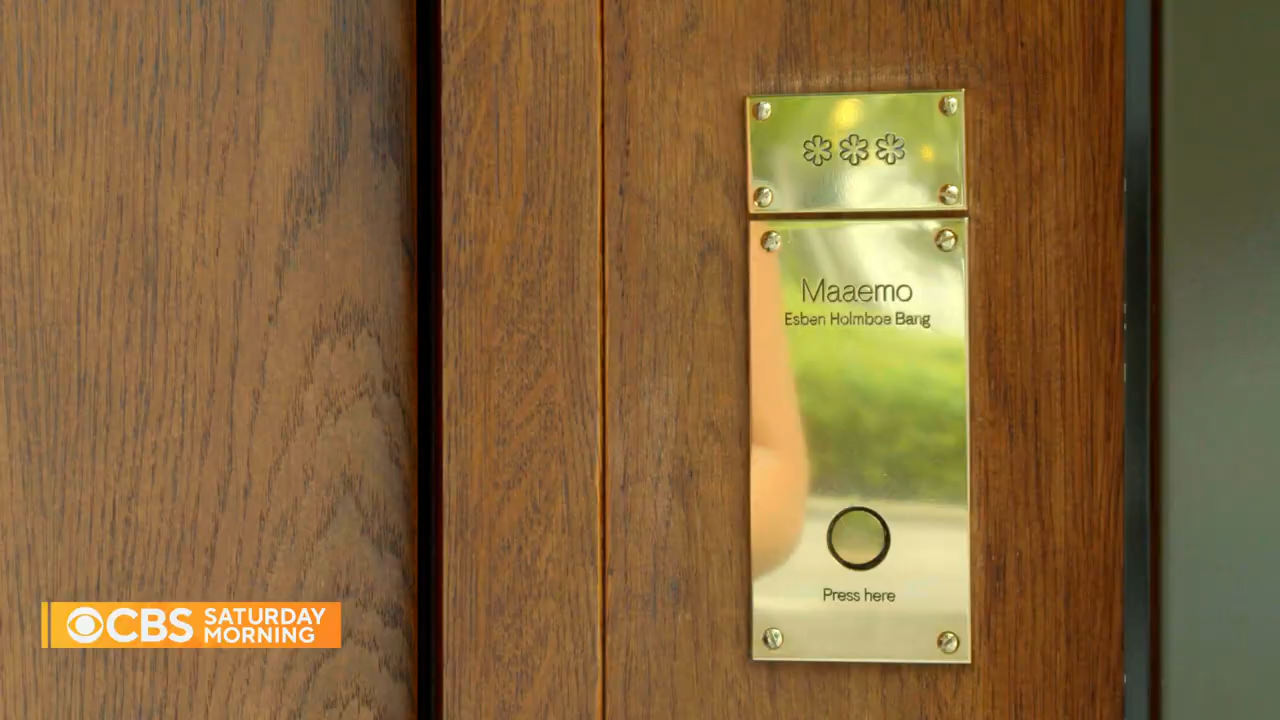 Maaemo
Esben Holmboe Bang
Press here
CBS SATURDAY
MORNING